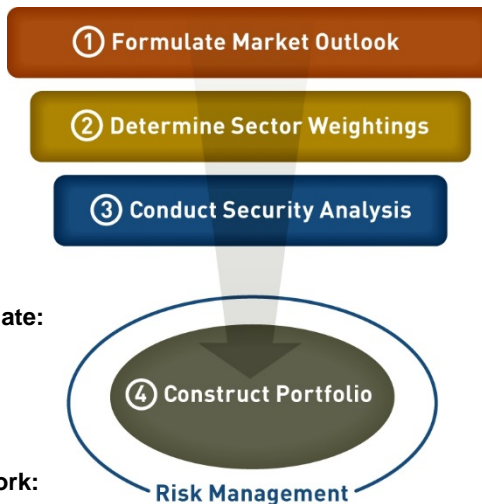 ① Formulate Market Outlook
② Determine Sector Weightings
③ Conduct Security Analysis
ate:
④ Construct Portfolio
ork:
Risk Management